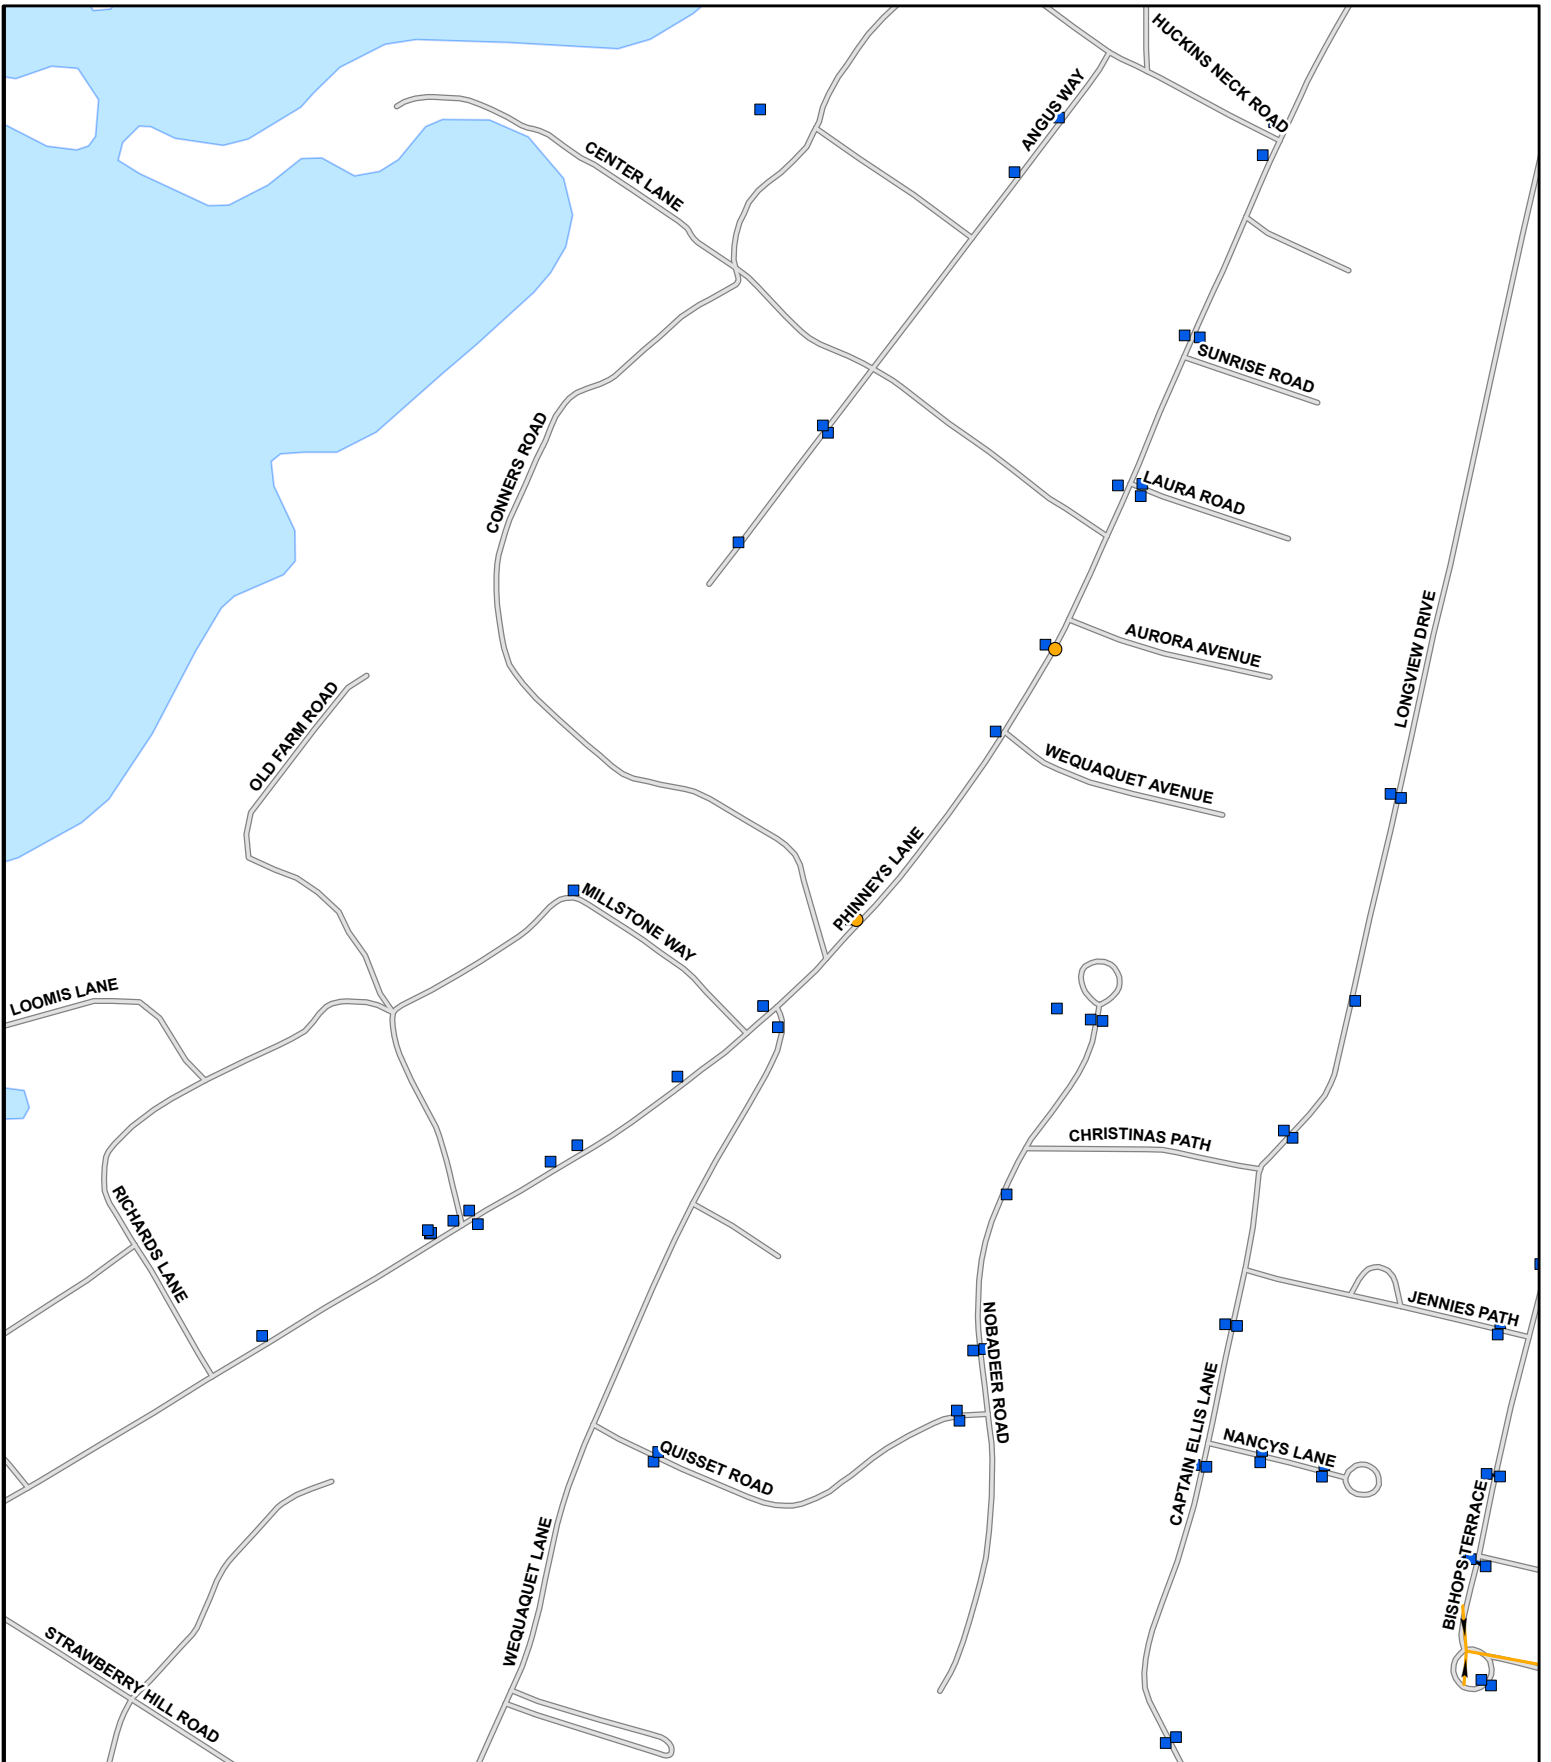 HUCKINS NECK ROAD
ANGUS WAY
CENTER LANE
SUNRISE ROAD
CONNERS ROAD
LAURA ROAD
LONGVIEW DRIVE
AURORA AVENUE
OLD FARM ROAD
WEQUAQUET AVENUE
PHINNEYS LANE
MILLSTONE WAY
LOOMIS LANE
CHRISTINAS PATH
RICHARDS LANE
JENNIES PATH
NOBADEER ROAD
CAPTAIN ELLIS LANE
NANCYS LANE
QUISSET ROAD
BISHOPS TERRACE
WEQUAQUET LANE
STRAWBERRY HILL ROAD